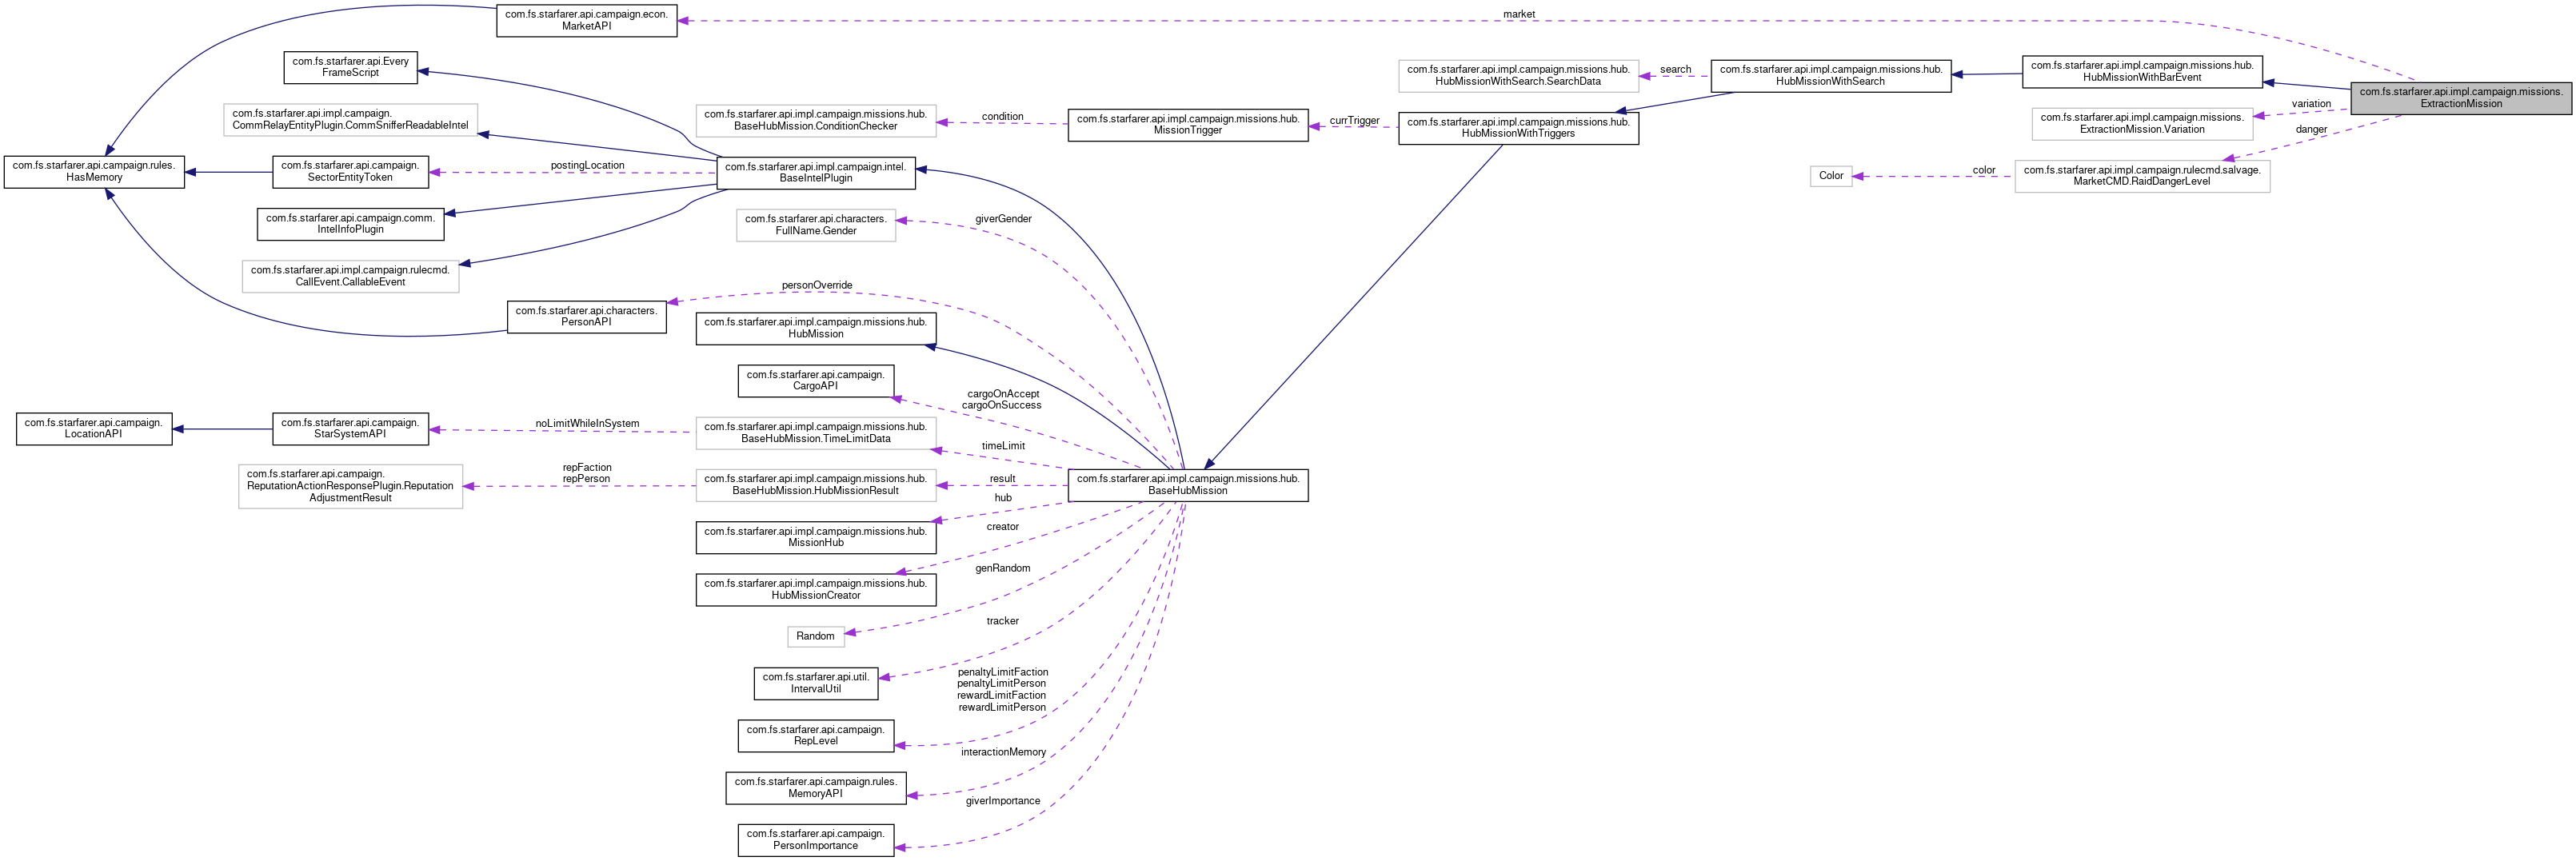 com.fs.starfarer.api.campaign.econ.
MarketAPI
market
com.fs.starfarer.api.Every
FrameScript
com.fs.starfarer.api.impl.campaign.missions.hub.
HubMissionWithSearch.SearchData
search
com.fs.starfarer.api.impl.campaign.missions.hub.
HubMissionWithSearch
com.fs.starfarer.api.impl.campaign.missions.hub.
HubMissionWithBarEvent
com.fs.starfarer.api.impl.campaign.missions.
ExtractionMission
com.fs.starfarer.api.impl.campaign.
CommRelayEntityPlugin.CommSnifferReadableIntel
com.fs.starfarer.api.impl.campaign.missions.hub.
BaseHubMission.ConditionChecker
condition
com.fs.starfarer.api.impl.campaign.missions.hub.
MissionTrigger
currTrigger
com.fs.starfarer.api.impl.campaign.missions.hub.
HubMissionWithTriggers
variation
com.fs.starfarer.api.impl.campaign.missions.
ExtractionMission.Variation
danger
com.fs.starfarer.api.campaign.rules.
HasMemory
com.fs.starfarer.api.campaign.
SectorEntityToken
postingLocation
com.fs.starfarer.api.impl.campaign.intel.
BaseIntelPlugin
Color
color
com.fs.starfarer.api.impl.campaign.rulecmd.salvage.
MarketCMD.RaidDangerLevel
com.fs.starfarer.api.campaign.comm.
IntelInfoPlugin
com.fs.starfarer.api.characters.
FullName.Gender
giverGender
com.fs.starfarer.api.impl.campaign.rulecmd.
CallEvent.CallableEvent
personOverride
com.fs.starfarer.api.characters.
PersonAPI
com.fs.starfarer.api.impl.campaign.missions.hub.
HubMission
com.fs.starfarer.api.campaign.
CargoAPI
cargoOnAccept
cargoOnSuccess
com.fs.starfarer.api.campaign.
LocationAPI
com.fs.starfarer.api.campaign.
StarSystemAPI
noLimitWhileInSystem
com.fs.starfarer.api.impl.campaign.missions.hub.
BaseHubMission.TimeLimitData
timeLimit
com.fs.starfarer.api.campaign.
ReputationActionResponsePlugin.Reputation
AdjustmentResult
repFaction
repPerson
com.fs.starfarer.api.impl.campaign.missions.hub.
BaseHubMission.HubMissionResult
result
com.fs.starfarer.api.impl.campaign.missions.hub.
BaseHubMission
hub
com.fs.starfarer.api.impl.campaign.missions.hub.
MissionHub
creator
com.fs.starfarer.api.impl.campaign.missions.hub.
HubMissionCreator
genRandom
Random
tracker
com.fs.starfarer.api.util.
IntervalUtil
penaltyLimitFaction
penaltyLimitPerson
rewardLimitFaction
rewardLimitPerson
com.fs.starfarer.api.campaign.
RepLevel
interactionMemory
com.fs.starfarer.api.campaign.rules.
MemoryAPI
giverImportance
com.fs.starfarer.api.campaign.
PersonImportance